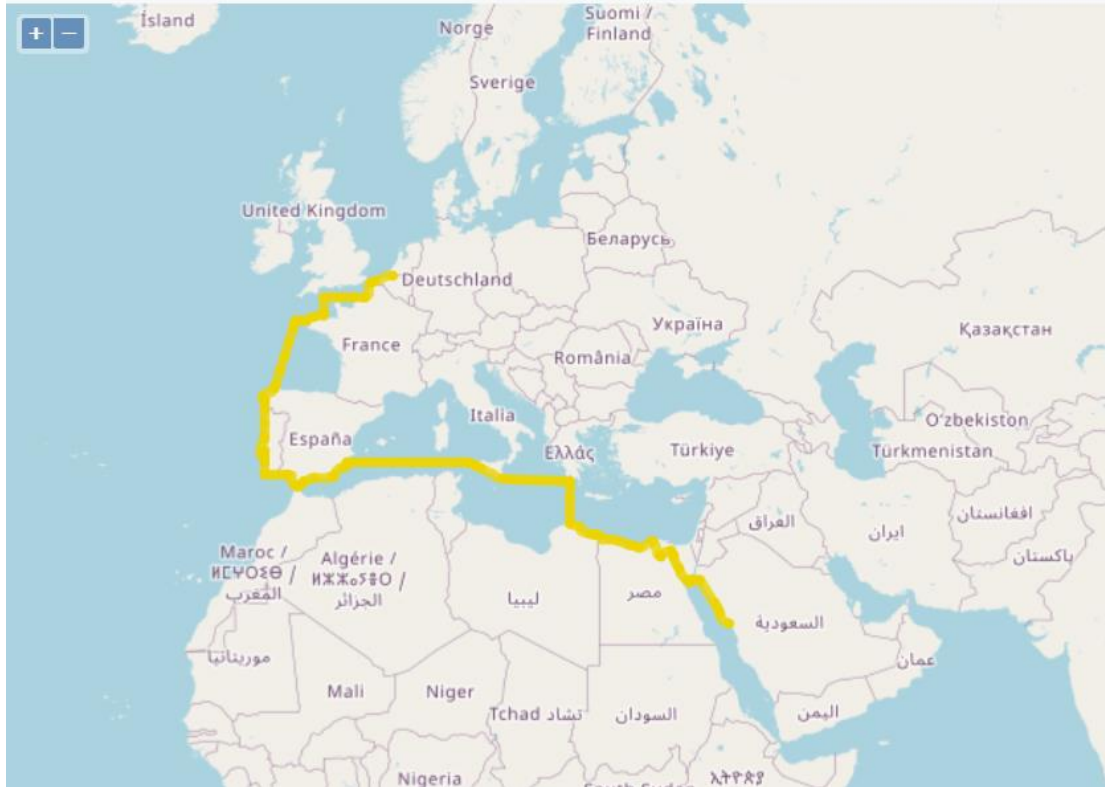 + −
Ísland
Suomi /
Finland
Norge
Sverige
United Kingdom
Беларусь
Deutschland
Україна
Қазақстан
France
România
Italia
O'zbekiston
España
Ελλάς
Türkiye
Türkmenistan
افغانستان
العراق
ایران
پاکستان
Maroc /
ⵍⵎⵖⵔⵉⴱ /
المغرب
Algérie /
ⵍⵣⵣⴰⵢⴻⵔ /
الجزائر
ليبيا
مصر
السعودية
موريتانيا
عمان
Mali
Niger
Tchad تشاد
السودان
اليمن
Nigeria
ኢትዮጵያ